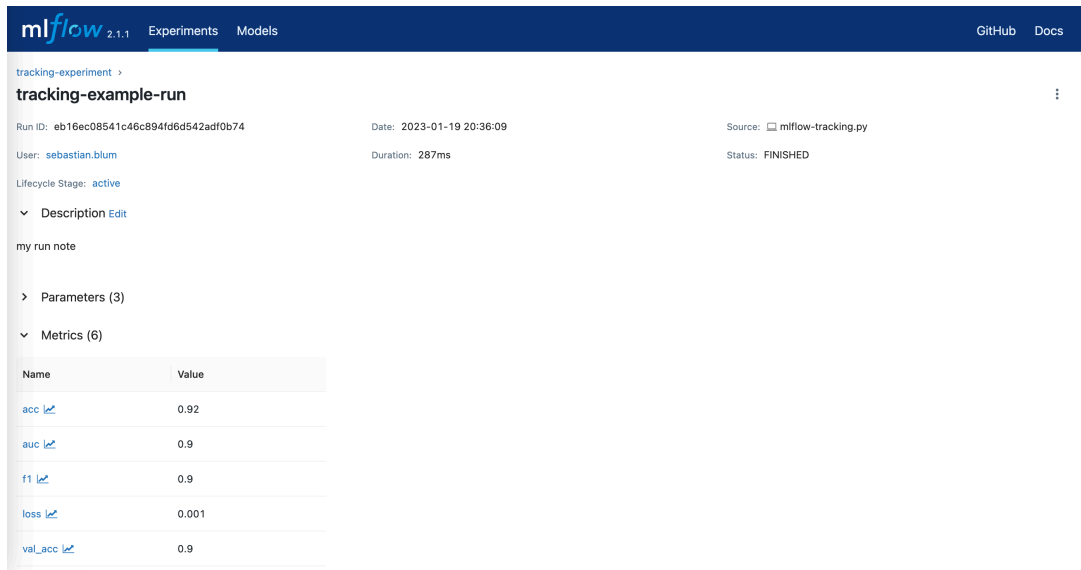 mlflow 2.1.1 Experiments Models GitHub Docs
tracking-experiment >
tracking-example-run
Run ID: eb16ec08541c46c894fd6d542adf0b74 Date: 2023-01-19 20:36:09 Source: mlflow-tracking.py
User: sebastian.blum Duration: 287ms Status: FINISHED
Lifecycle Stage: active
Description Edit
my run note
Parameters (3)
Metrics (6)
Name Value
acc 0.92
auc 0.9
f1 0.9
loss 0.001
val_acc 0.9